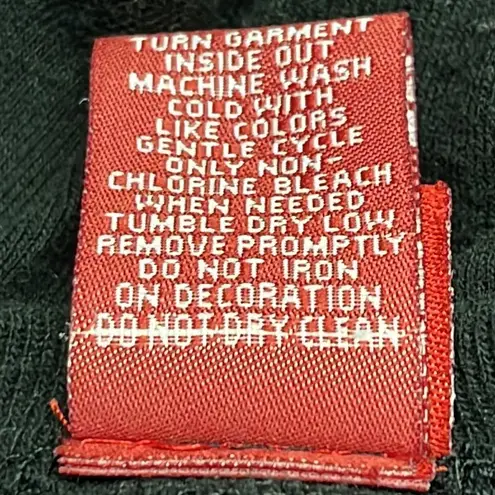 TURN GARMENT
INSIDE OUT
MACHINE WASH
COLD WITH
LIKE COLORS
GENTLE CYCLE
ONLY NON-
CHLORINE BLEACH
WHEN NEEDED
TUMBLE DRY LOW
REMOVE PROMPTLY
DO NOT IRON
ON DECORATION
DO NOT DRY CLEAN